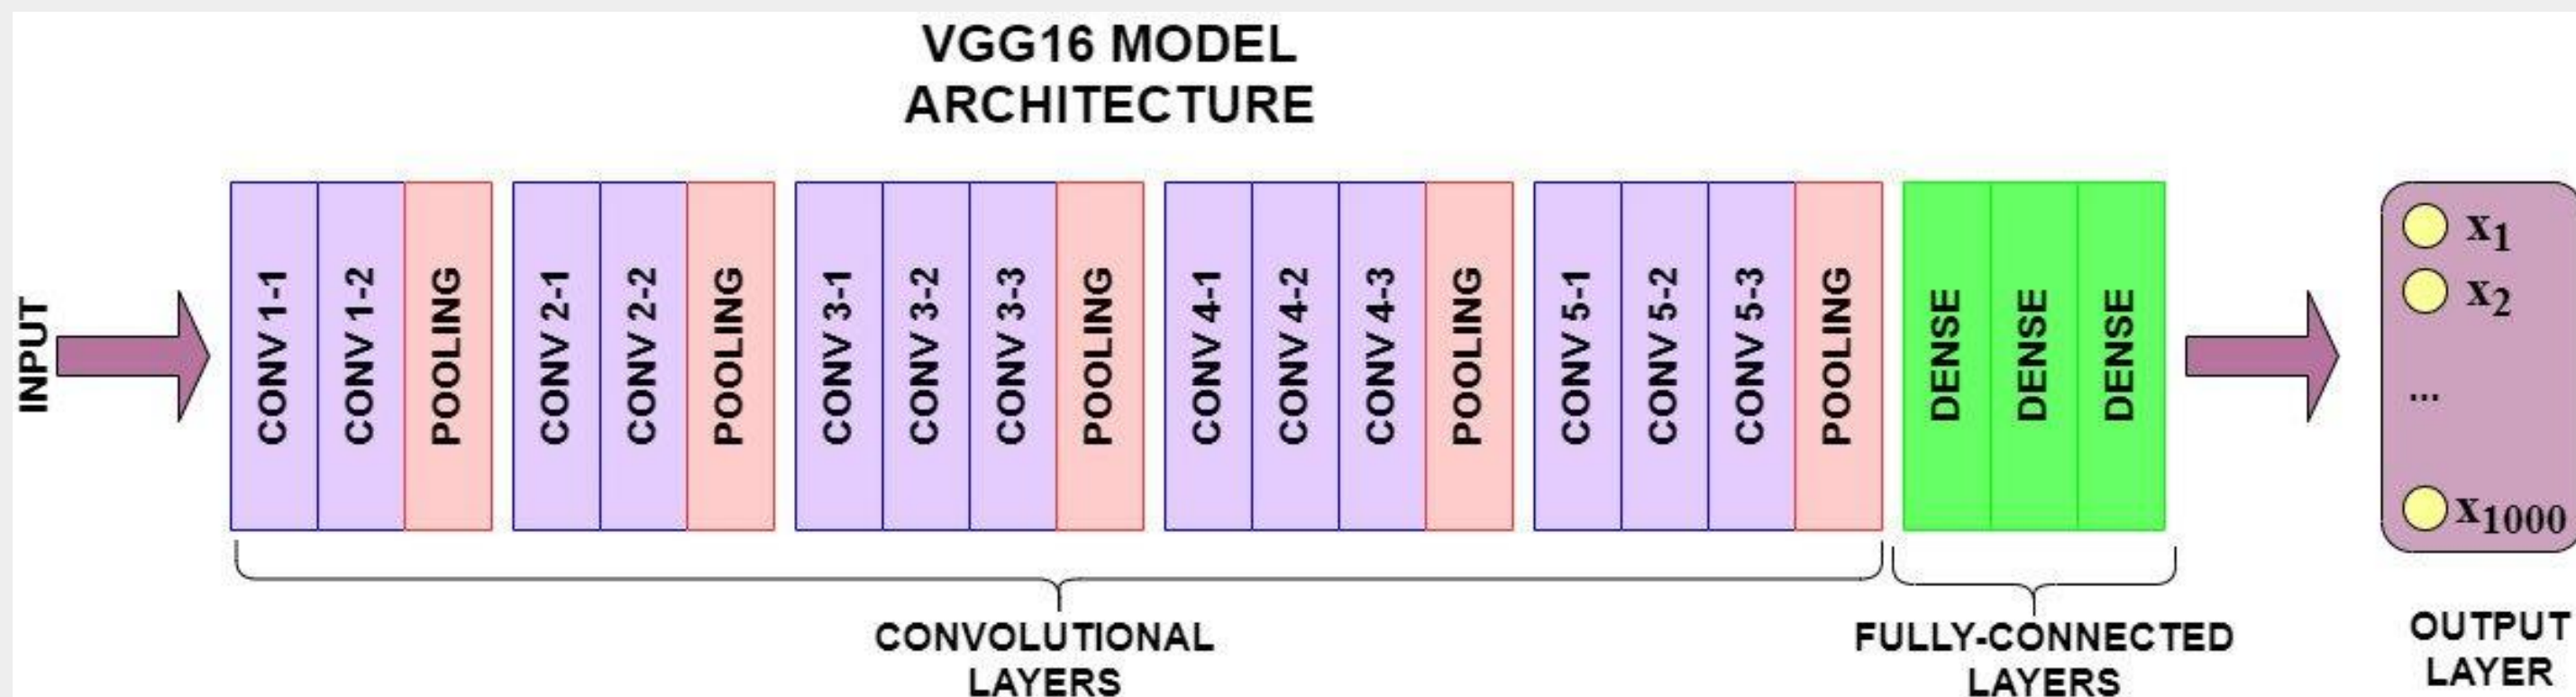 VGG16 MODEL
ARCHITECTURE
INPUT
CONV 1-1
CONV 1-2
POOLING
CONV 2-1
CONV 2-2
POOLING
CONV 3-1
CONV 3-2
CONV 3-3
POOLING
CONV 4-1
CONV 4-2
CONV 4-3
POOLING
CONV 5-1
CONV 5-2
CONV 5-3
POOLING
DENSE
DENSE
DENSE
x1
x2
...
x1000
CONVOLUTIONAL
LAYERS
FULLY-CONNECTED
LAYERS
OUTPUT
LAYER